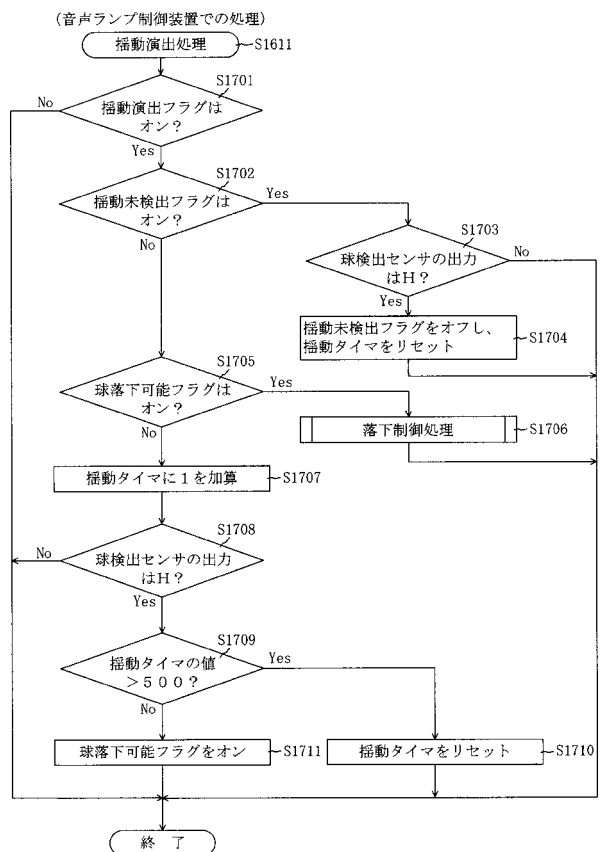 (音声ランプ制御装置での処理)
揺動演出処理
S1611
S1701
No
揺動演出フラグは
オン?
Yes
S1702
揺動未検出フラグは
オン?
Yes
No
S1703
球検出センサの出力
はH?
No
Yes
揺動未検出フラグをオフし、
揺動タイマをリセット
S1704
S1705
球落下可能フラグは
オン?
Yes
No
落下制御処理
S1706
揺動タイマに1を加算
S1707
S1708
No
球検出センサの出力
はH?
Yes
S1709
揺動タイマの値
>500?
Yes
No
球落下可能フラグをオン
S1711
揺動タイマをリセット
S1710
終 了